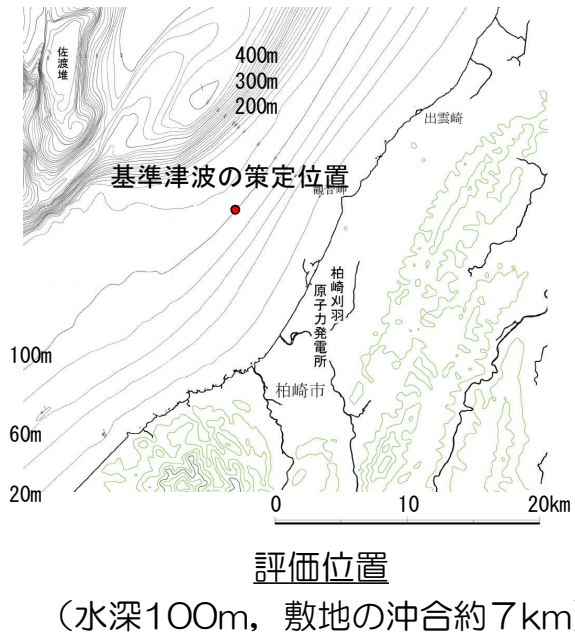 佐渡堆
400m
300m
200m
出雲崎
基準津波の策定位置
観音岬
柏崎刈羽
原子力発電所
100m
柏崎市
60m
20m
0 10 20km
評価位置
（水深100m，敷地の沖合約7km）